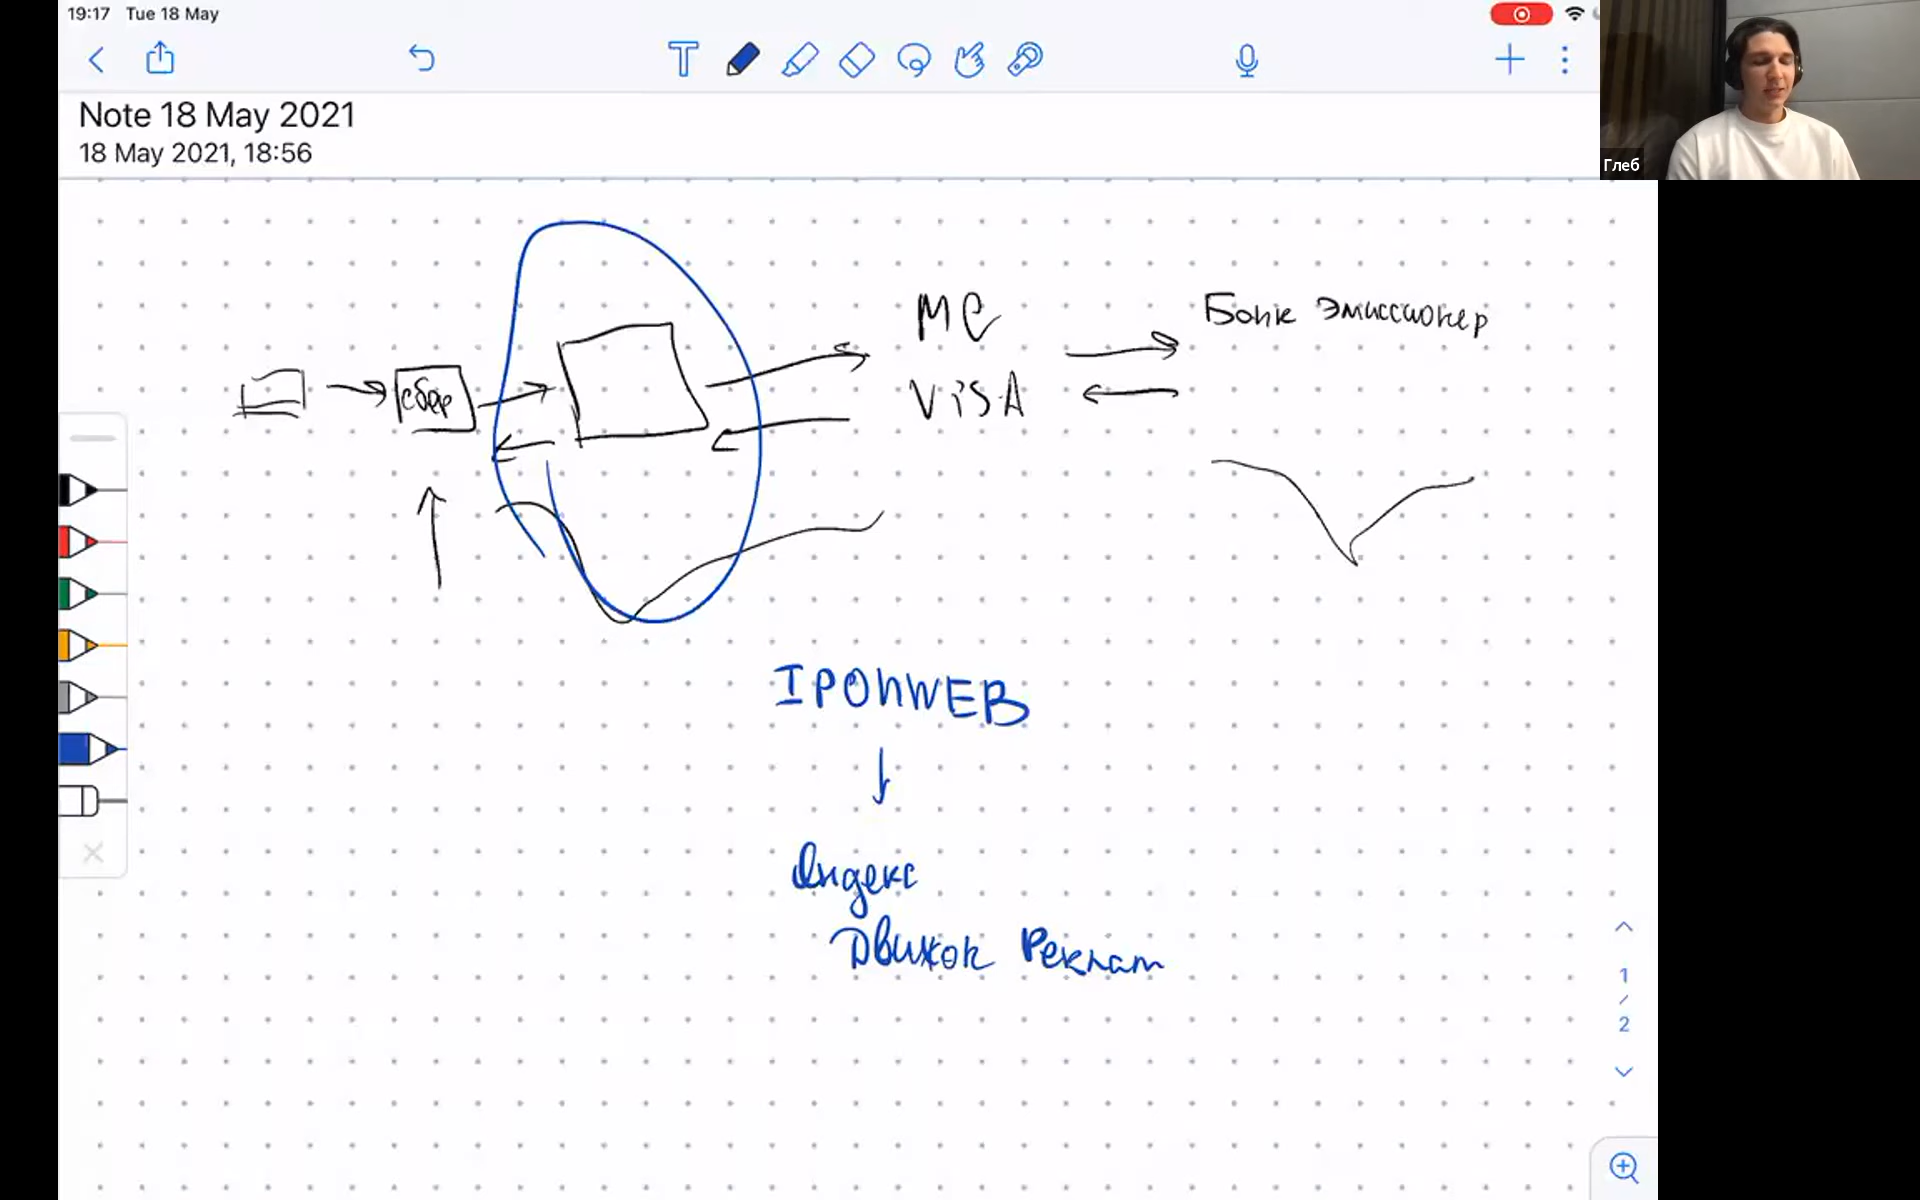 19:17 Tue 18 May
Note 18 May 2021
18 May 2021, 18:56
Глеб
MC
Банк эмиссионер
сбер
VISA
IPOНWEB
Яндекс
Движок Реклам
1
/
2